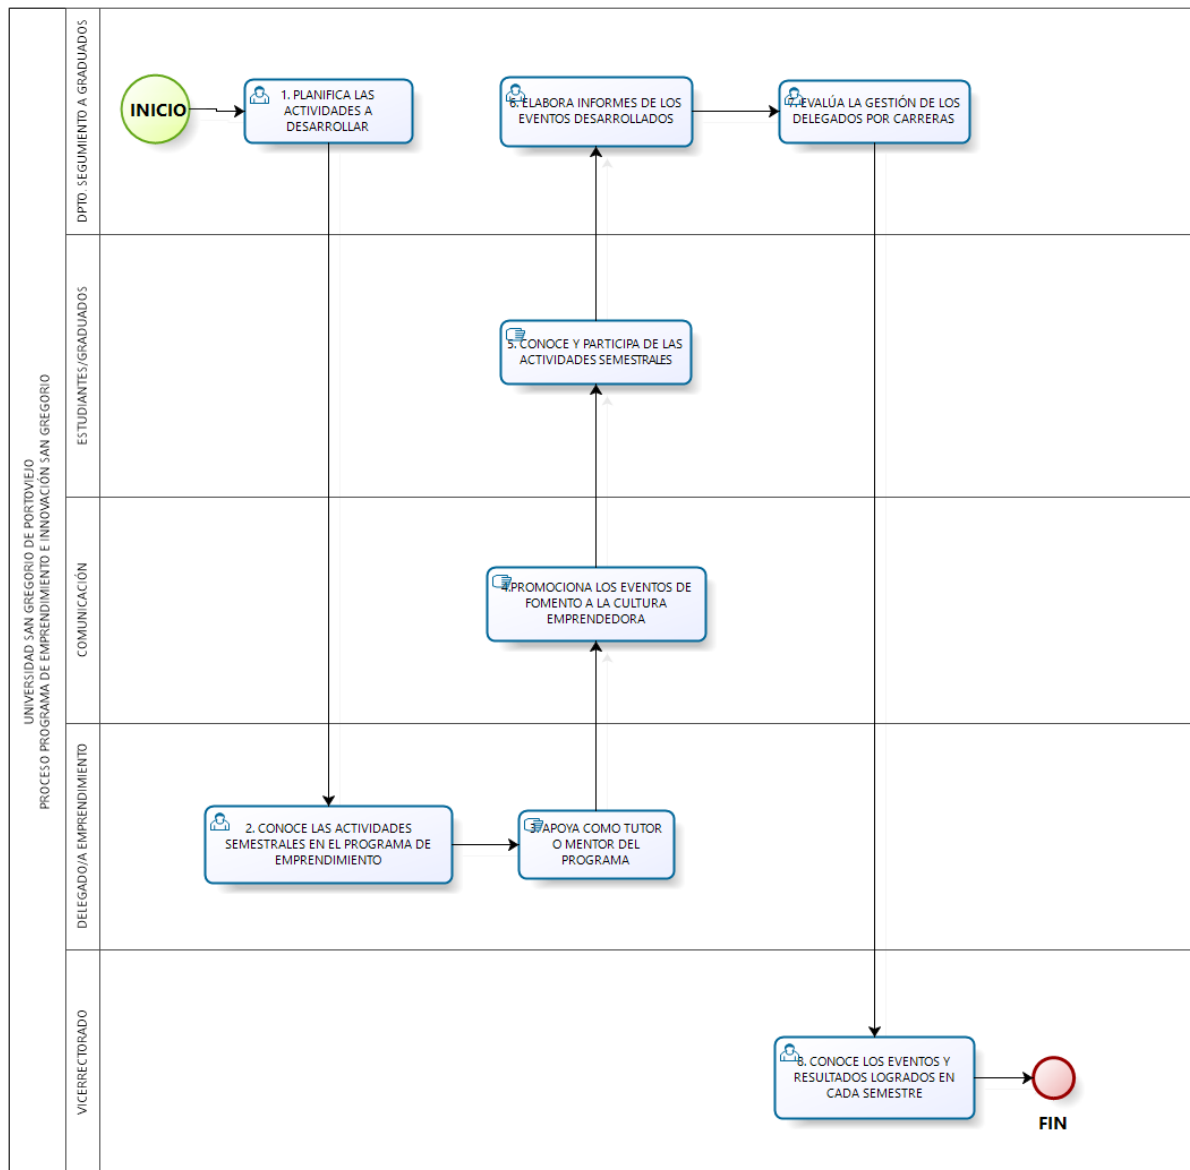 UNIVERSIDAD SAN GREGORIO DE PORTOVIEJO
PROCESO PROGRAMA DE EMPRENDIMIENTO E INNOVACIÓN SAN GREGORIO
DPTO. SEGUMIENTO A GRADUADOS
INICIO
1. PLANIFICA LAS
ACTIVIDADES A
DESARROLLAR
6. ELABORA INFORMES DE LOS
EVENTOS DESARROLLADOS
7. EVALÚA LA GESTIÓN DE LOS
DELEGADOS POR CARRERAS
ESTUDIANTES/GRADUADOS
5. CONOCE Y PARTICIPA DE LAS
ACTIVIDADES SEMESTRALES
COMUNICACIÓN
4.PROMOCIONA LOS EVENTOS DE
FOMENTO A LA CULTURA
EMPRENDEDORA
DELEGADO/A EMPRENDIMIENTO
2. CONOCE LAS ACTIVIDADES
SEMESTRALES EN EL PROGRAMA DE
EMPRENDIMIENTO
3. APOYA COMO TUTOR
O MENTOR DEL
PROGRAMA
VICERRECTORADO
8. CONOCE LOS EVENTOS Y
RESULTADOS LOGRADOS EN
CADA SEMESTRE
FIN